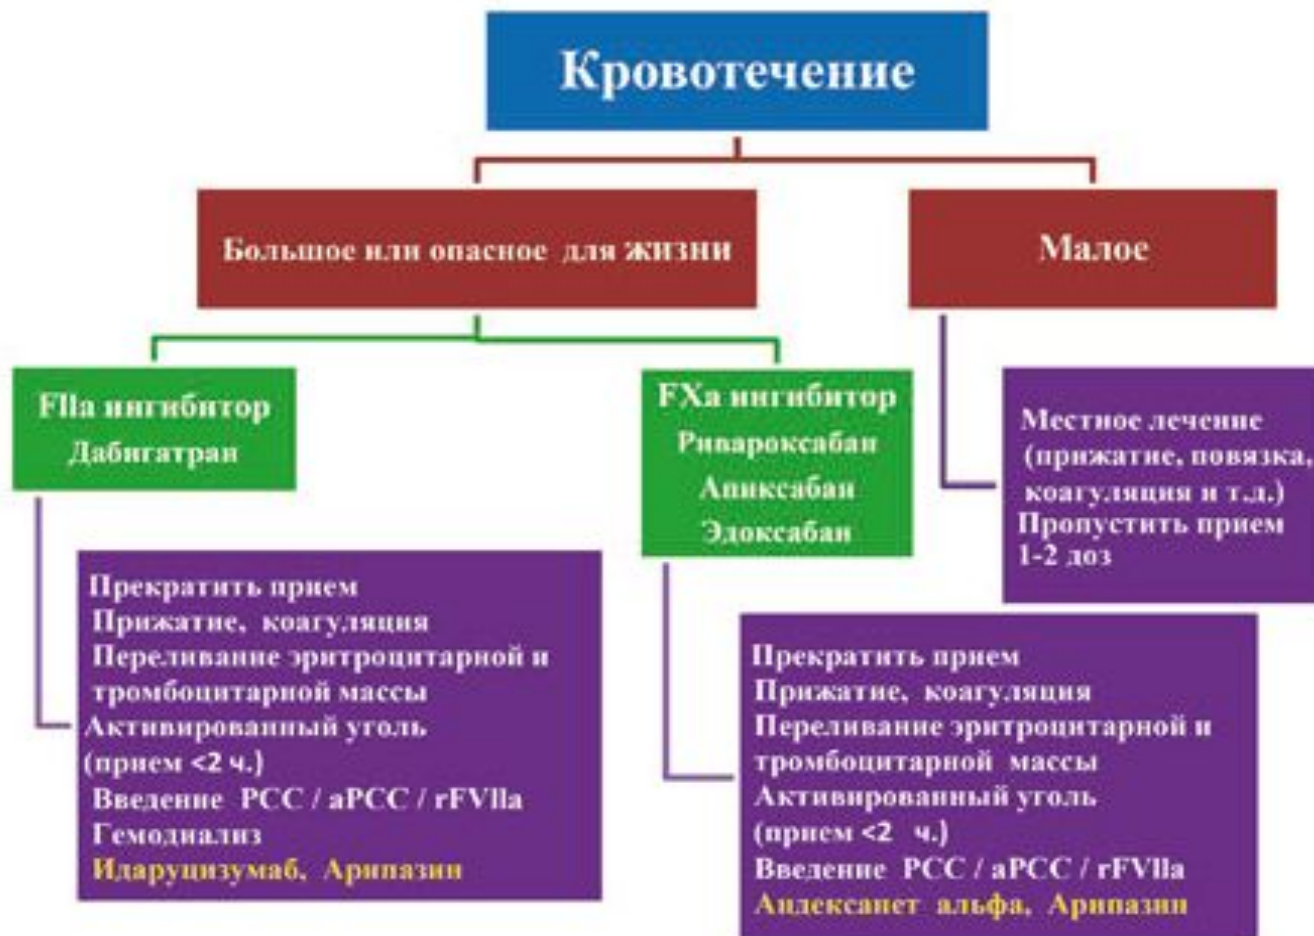 Кровотечение
Большое или опасное для жизни
Малое
FIIa ингибитор
Дабигатран
FXa ингибитор
Ривароксабан
Апиксабан
Эдоксабан
Местное лечение
(прижатие, повязка,
коагуляция и т.д.)
Пропустить прием
1-2 доз
Прекратить прием
Прижатие, коагуляция
Переливание эритроцитарной и
тромбоцитарной массы
Активированный уголь
(прием <2 ч.)
Введение PCC / aPCC / rFVIIa
Гемодиализ
Идаруцизумаб, Арипазин
Прекратить прием
Прижатие, коагуляция
Переливание эритроцитарной и
тромбоцитарной массы
Активированный уголь
(прием <2 ч.)
Введение PCC / aPCC / rFVIIa
Андексанет альфа, Арипазин